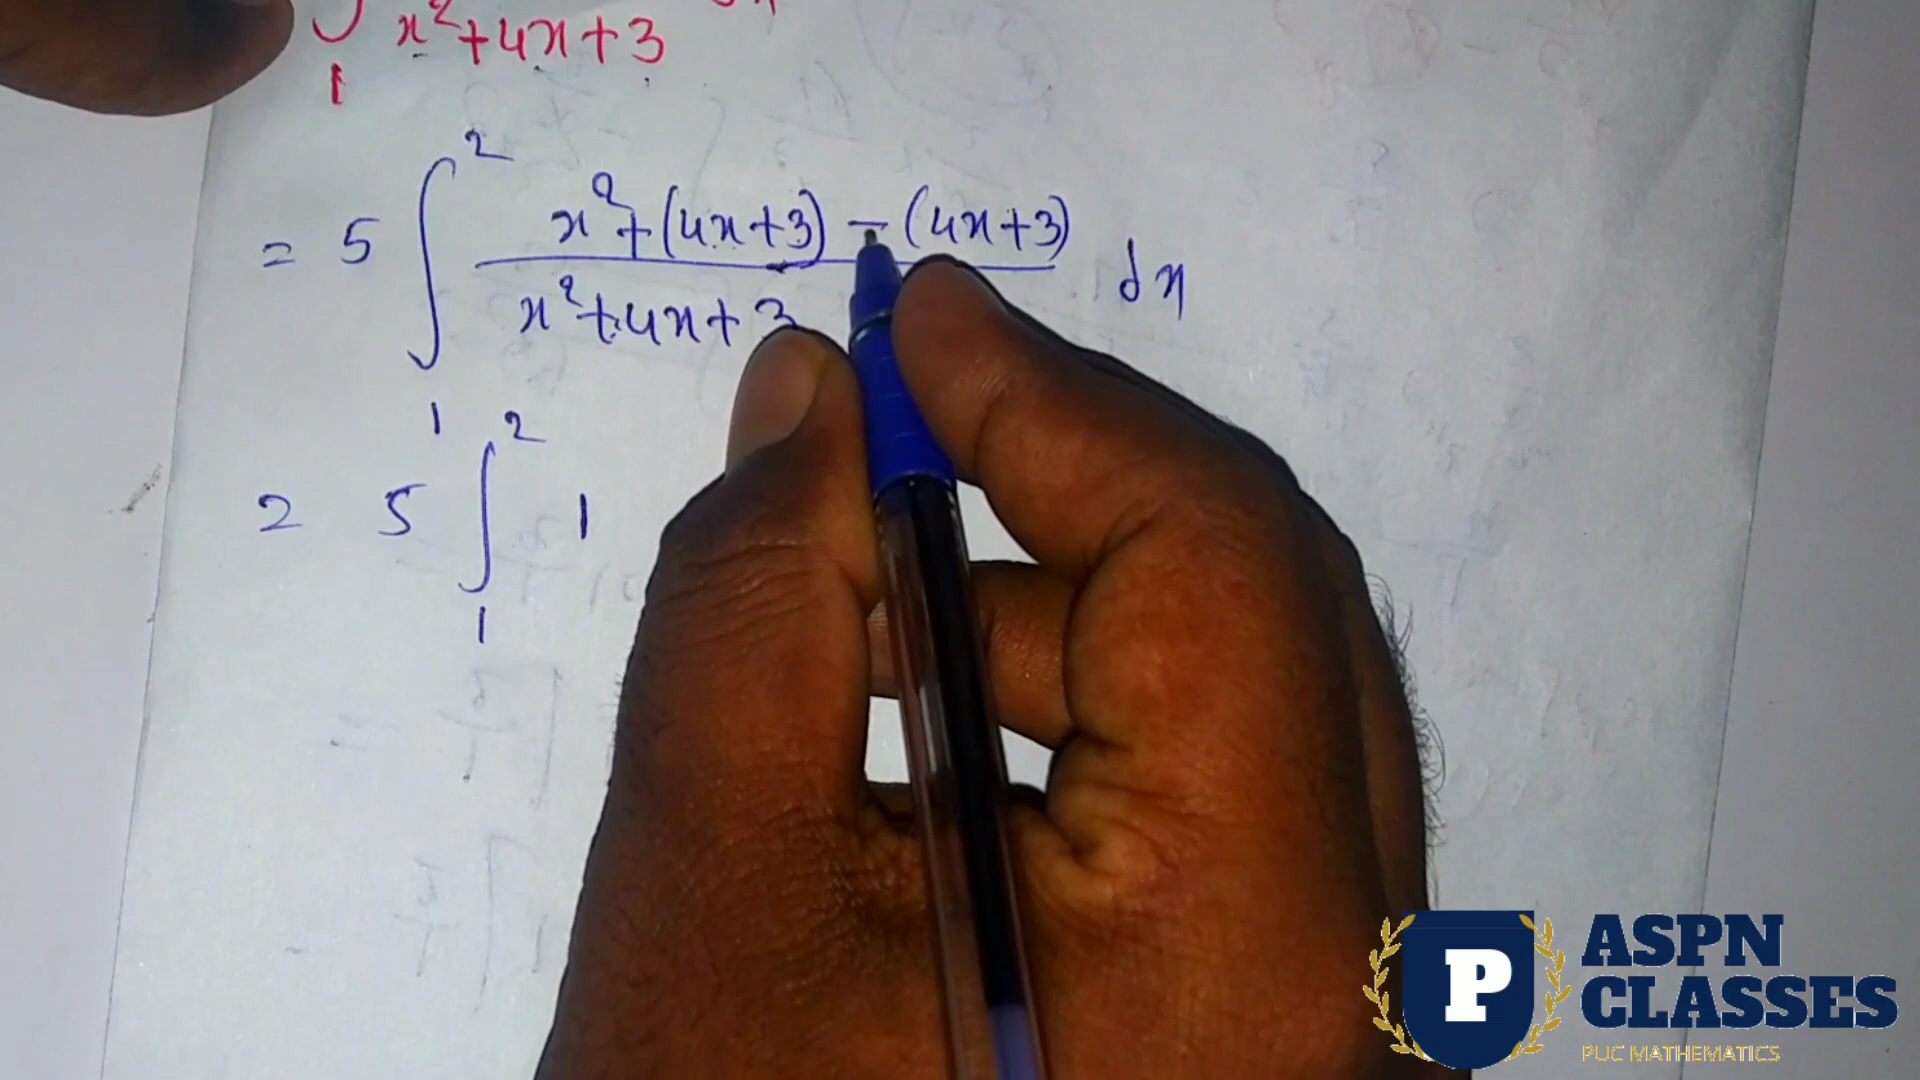 ∫ x²+4x+3
1
= 5 ∫ 2 x²+(4x+3) – (4x+3) dx
x²+4x+3
1
= 5 ∫ 2 1
1
P ASPN CLASSES
PUC MATHEMATICS